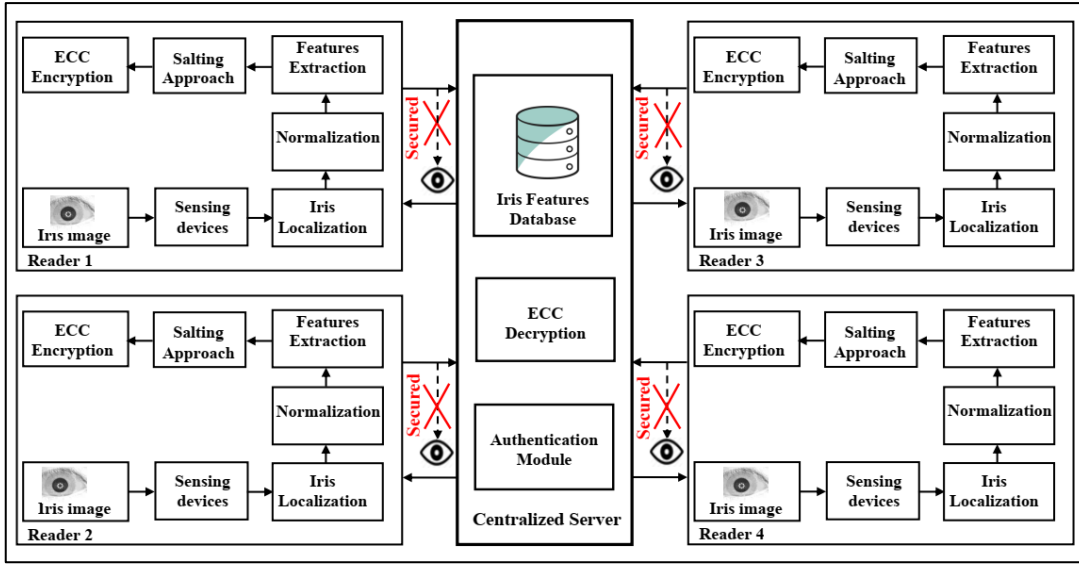 ECC
Encryption
Salting
Approach
Features
Extraction
Normalization
Iris image
Sensing
devices
Iris
Localization
Reader 1
Secured
ECC
Encryption
Salting
Approach
Features
Extraction
Normalization
Iris image
Sensing
devices
Iris
Localization
Reader 2
Secured
Iris Features
Database
ECC
Decryption
Authentication
Module
Centralized Server
Secured
ECC
Encryption
Salting
Approach
Features
Extraction
Normalization
Iris image
Sensing
devices
Iris
Localization
Reader 3
Secured
ECC
Encryption
Salting
Approach
Features
Extraction
Normalization
Iris image
Sensing
devices
Iris
Localization
Reader 4